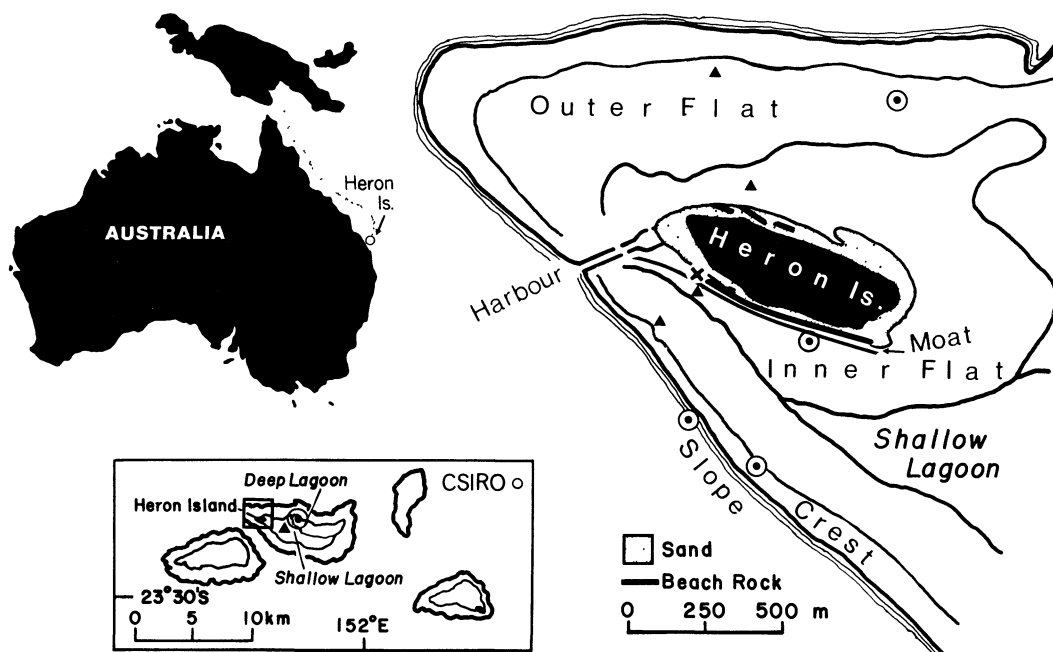 Heron
Is.
AUSTRALIA
Outer Flat
Heron Is.
Harbour
Moat
Inner Flat
Shallow
Lagoon
Slope
Crest
Sand
Beach Rock
0 250 500 m
Deep Lagoon
CSIRO
Heron Island
Shallow Lagoon
23°30'S
0 5 10km
152°E